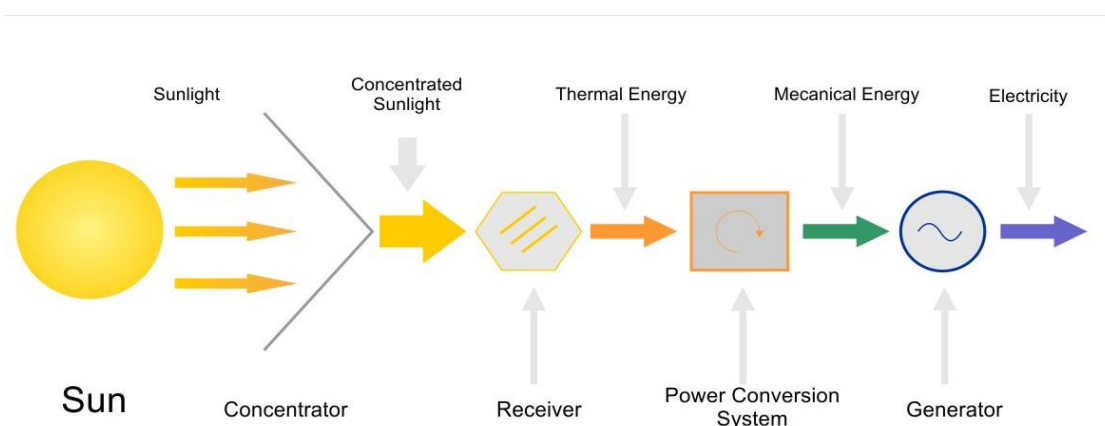 Sunlight
Concentrated
Sunlight
Thermal Energy
Mecanical Energy
Electricity
Sun
Concentrator
Receiver
Power Conversion
System
Generator